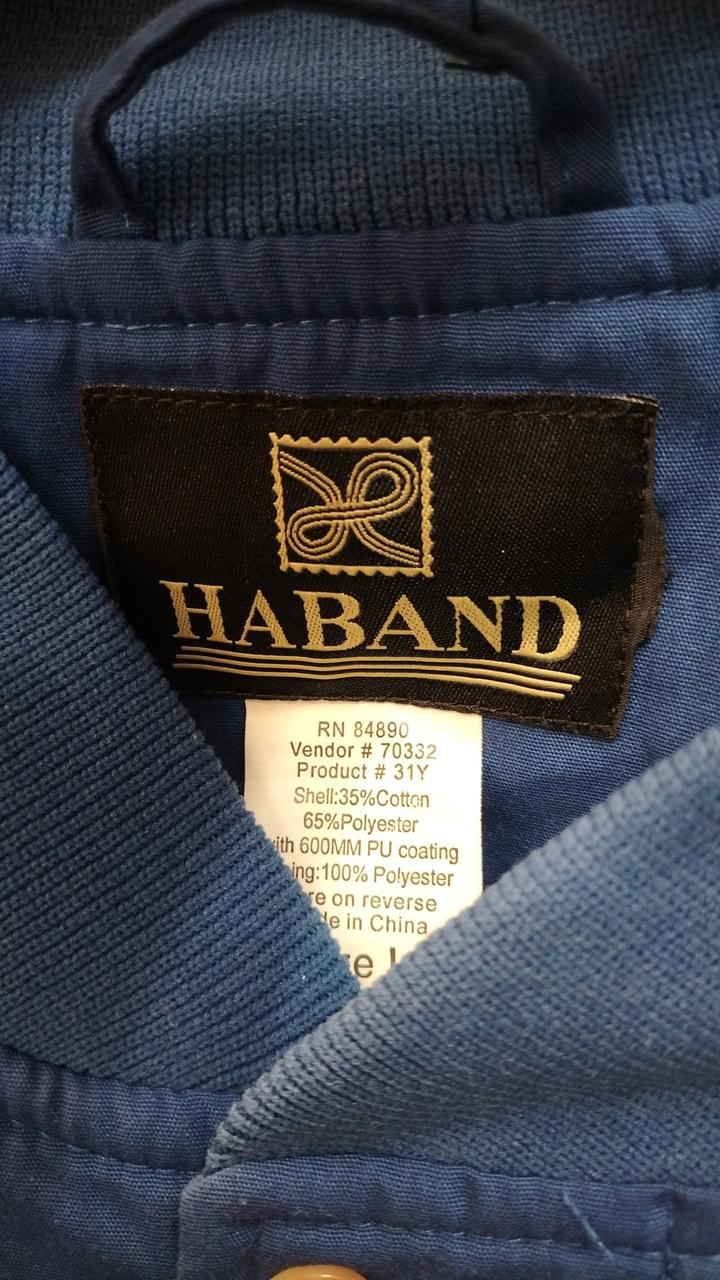 HABAND
RN 84890
Vendor # 70332
Product # 31Y
Shell:35%Cotton
65%Polyester
600MM PU coating
100% Polyester
on reverse
in China